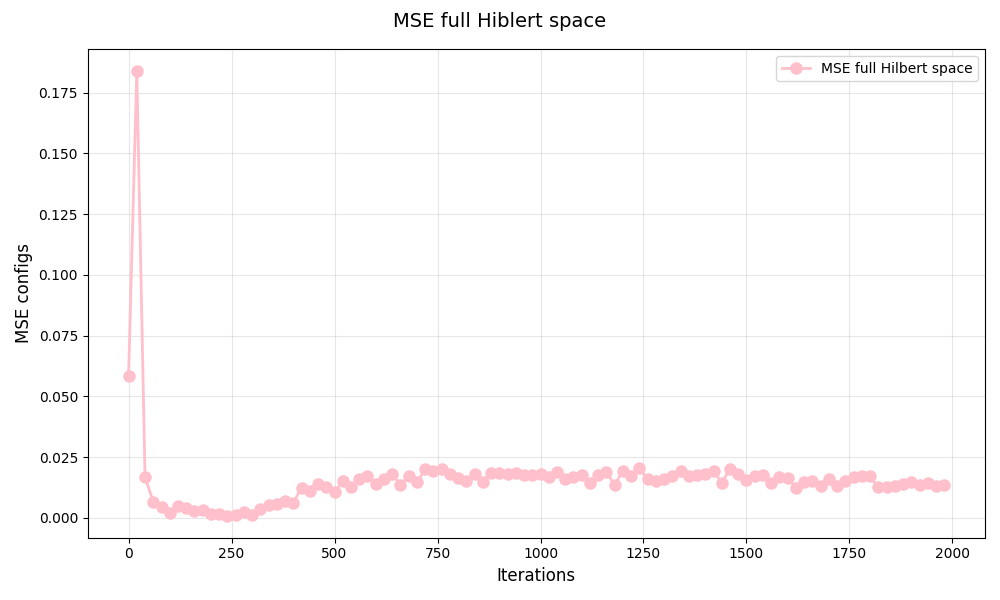 MSE full Hiblert space
MSE full Hilbert space
MSE configs
0.175
0.150
0.125
0.100
0.075
0.050
0.025
0.000
0 250 500 750 1000 1250 1500 1750 2000
Iterations